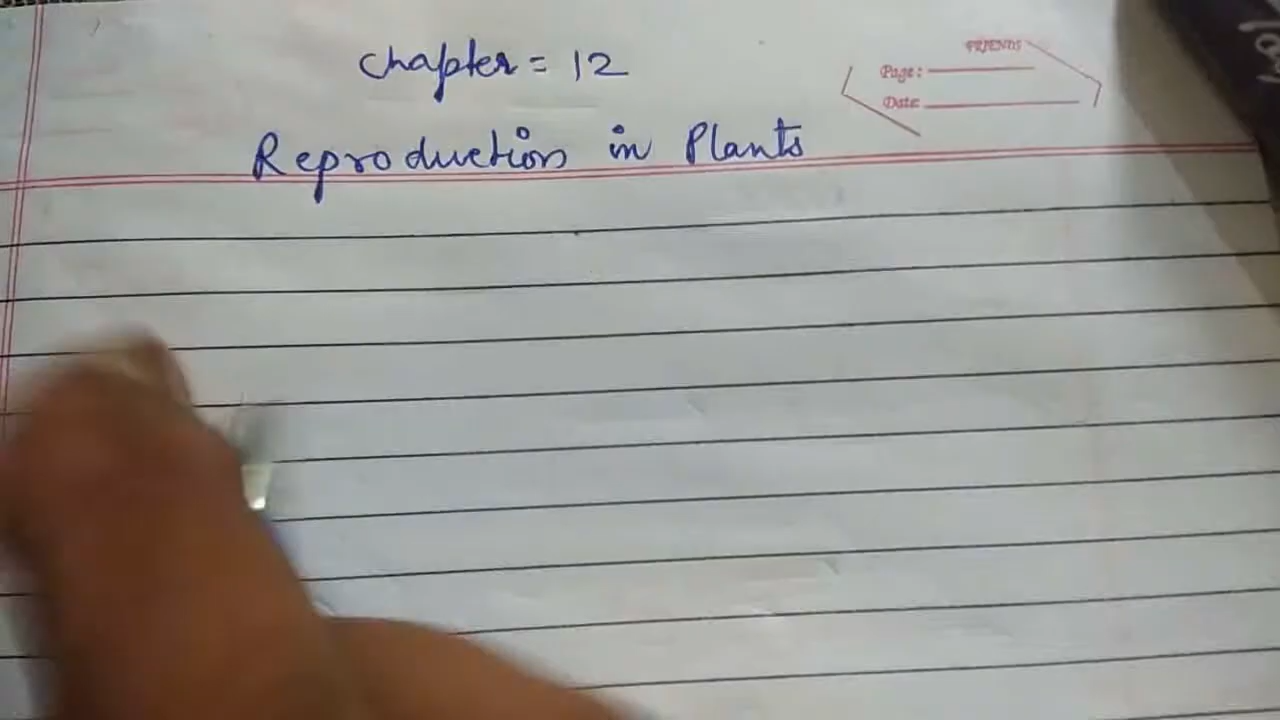 Chapter = 12
FRIENDS
Page:
Date:
Reproduction in Plants